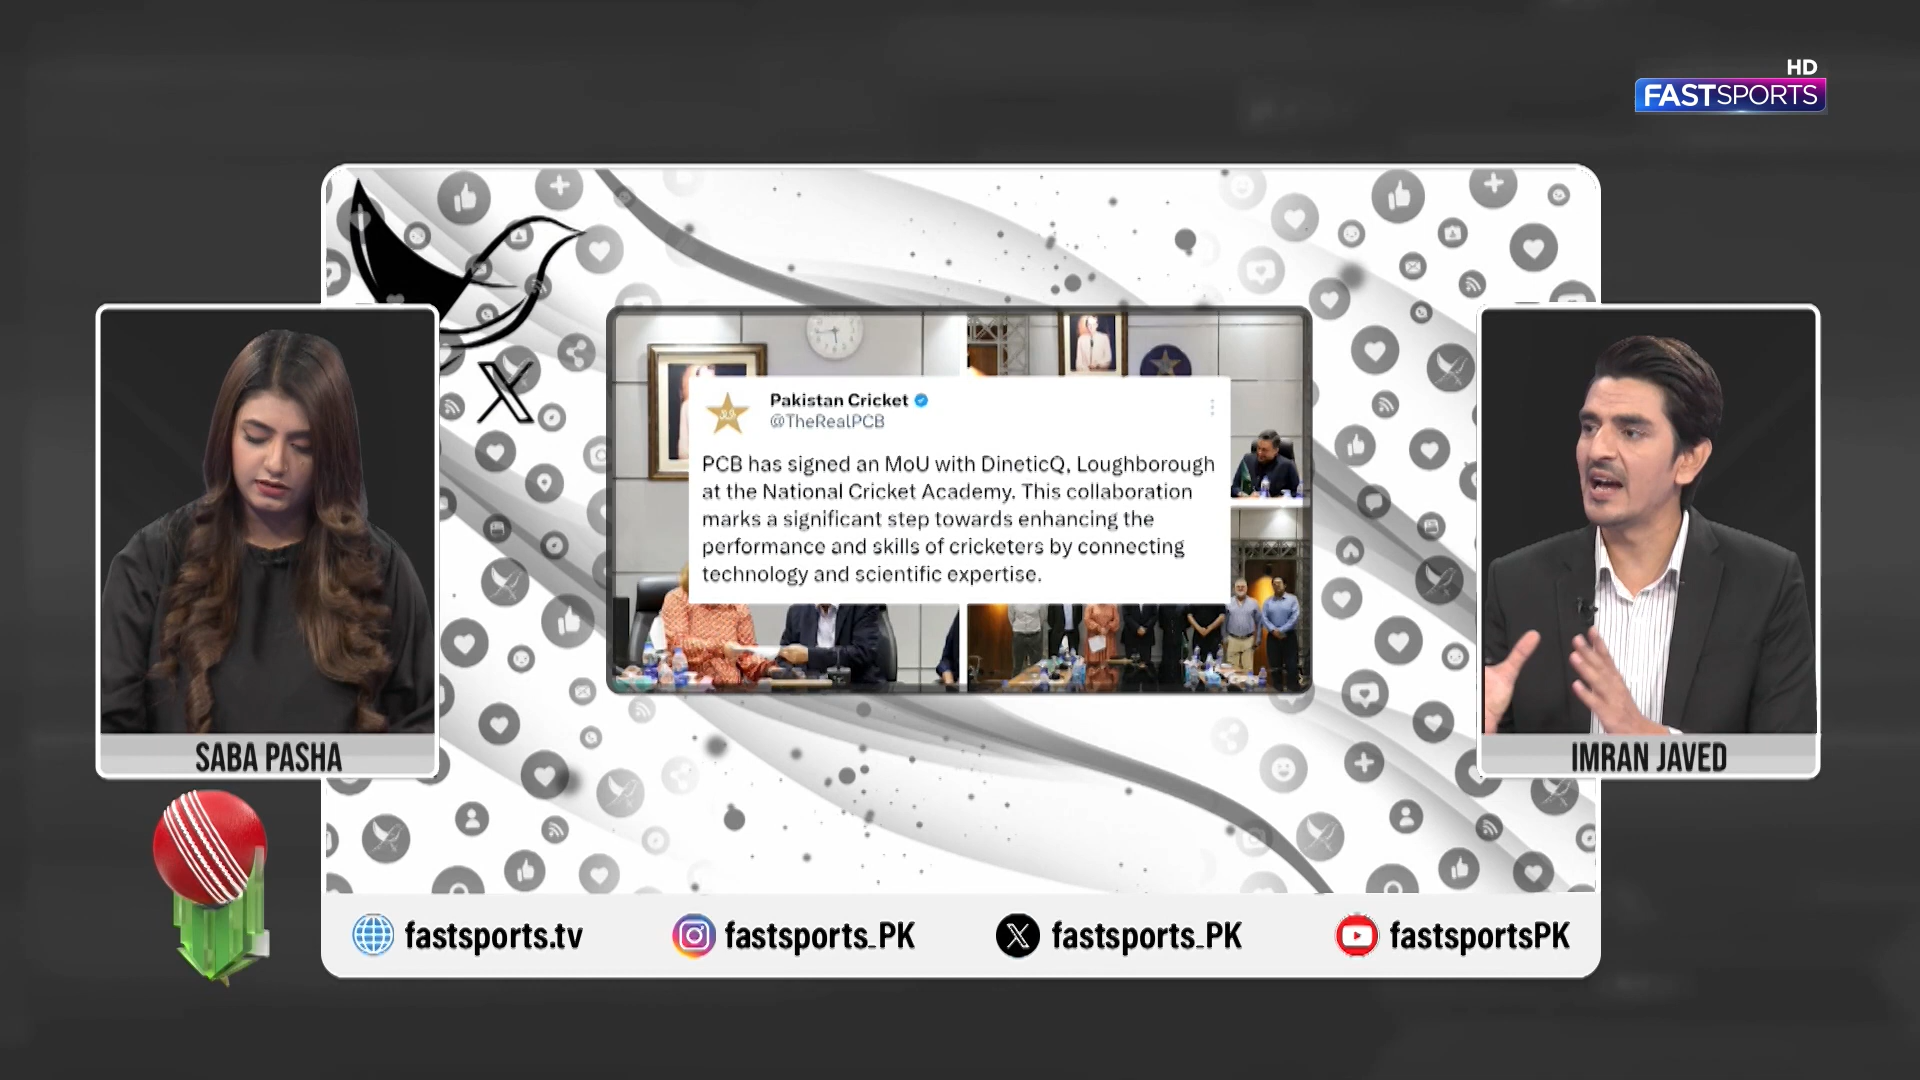 HD
FASTSPORTS
Pakistan Cricket
@TheRealPCB
PCB has signed an MoU with DineticQ, Loughborough
at the National Cricket Academy. This collaboration
marks a significant step towards enhancing the
performance and skills of cricketers by connecting
technology and scientific expertise.
SABA PASHA
IMRAN JAVED
fastsports.tv
fastsports_PK
fastsports_PK
fastsportsPK